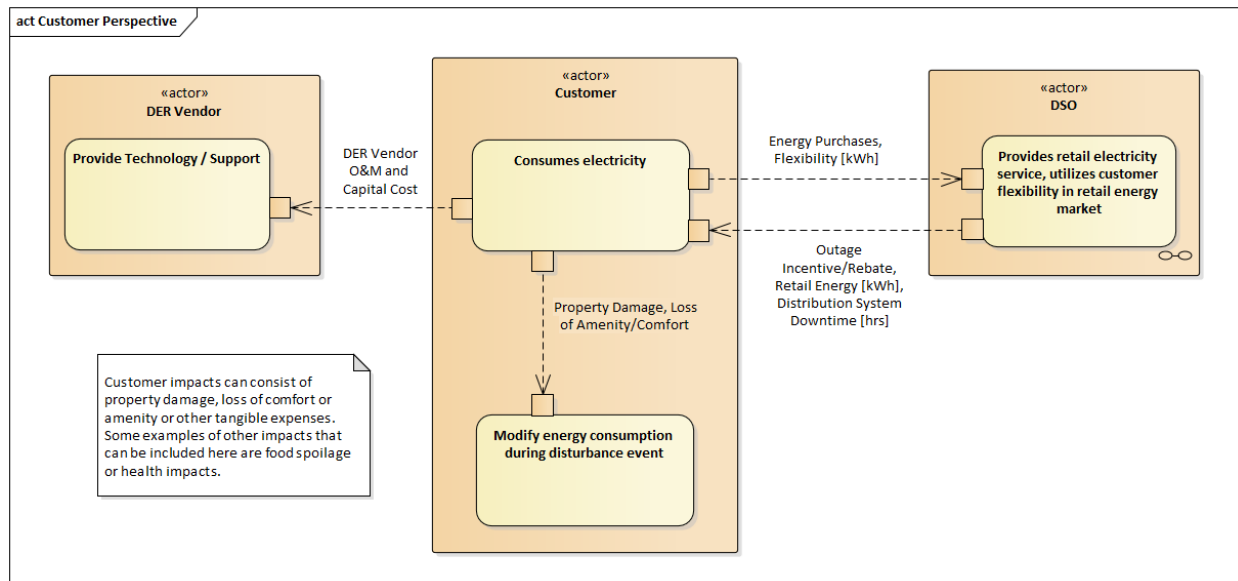 act Customer Perspective
«actor»
DER Vendor
Provide Technology / Support
DER Vendor
O&M and
Capital Cost
«actor»
Customer
Consumes electricity
Energy Purchases,
Flexibility [kWh]
«actor»
DSO
Provides retail electricity
service, utilizes customer
flexibility in retail energy
market
Outage
Incentive/Rebate,
Retail Energy [kWh],
Distribution System
Downtime [hrs]
Property Damage, Loss
of Amenity/Comfort
Customer impacts can consist of
property damage, loss of comfort or
amenity or other tangible expenses.
Some examples of other impacts that
can be included here are food spoilage
or health impacts.
Modify energy consumption
during disturbance event